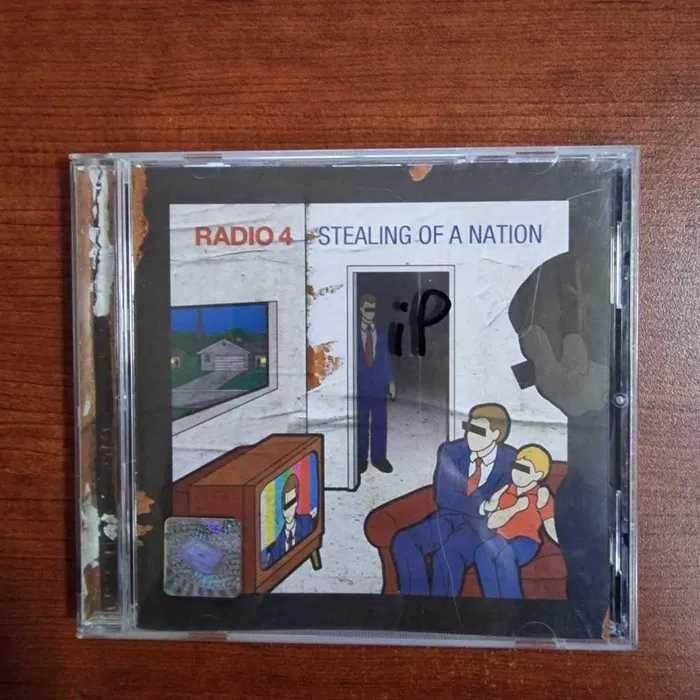 RADIO 4 STEALING OF A NATION
iP